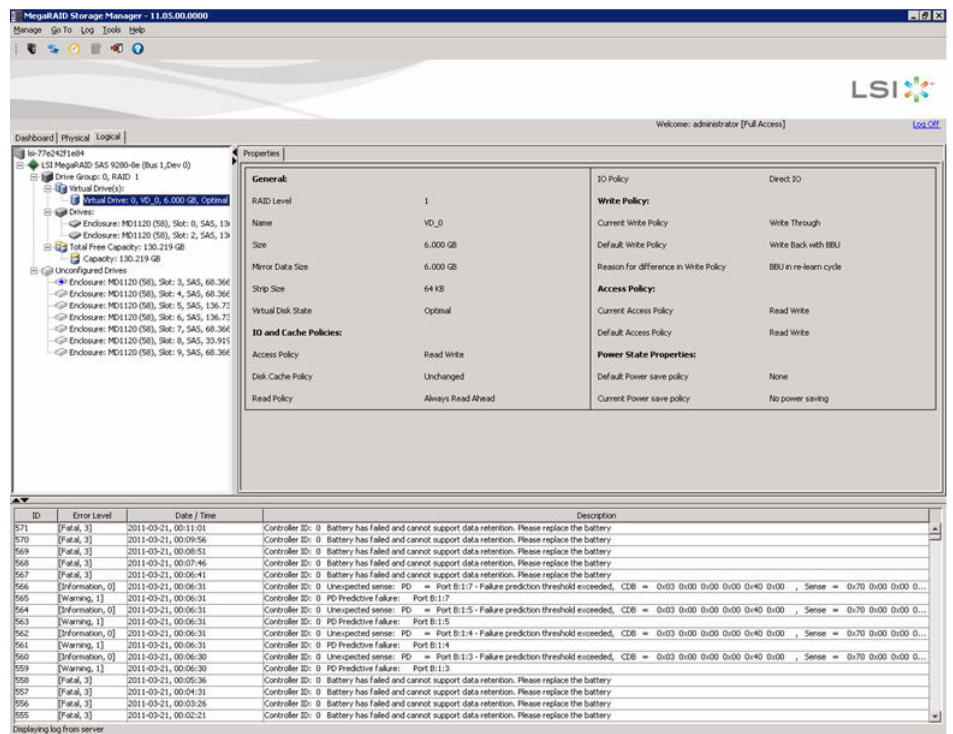 MegaRAID Storage Manager - 11.05.00.0000
Manage Go To Log Tools Help
LSI
Welcome: administrator [Full Access] Log Off
Dashboard Physical Logical
lsi-77e242f1e84
LSI MegaRAID SAS 9280-8e (Bus 1,Dev 0)
Drive Group: 0, RAID 1
Virtual Drive(s):
Virtual Drive: 0, VD_0, 6.000 GB, Optimal
Drives:
Enclosure: MD1120 (58), Slot: 0, SAS, 13
Enclosure: MD1120 (58), Slot: 2, SAS, 13
Total Free Capacity: 130.219 GB
Capacity: 130.219 GB
Unconfigured Drives
Enclosure: MD1120 (58), Slot: 3, SAS, 68.366
Enclosure: MD1120 (58), Slot: 4, SAS, 68.366
Enclosure: MD1120 (58), Slot: 5, SAS, 136.73
Enclosure: MD1120 (58), Slot: 6, SAS, 136.73
Enclosure: MD1120 (58), Slot: 7, SAS, 68.366
Enclosure: MD1120 (58), Slot: 8, SAS, 33.919
Enclosure: MD1120 (58), Slot: 9, SAS, 68.366
Properties
General:
RAID Level 1
Name VD_0
Size 6.000 GB
Mirror Data Size 6.000 GB
Strip Size 64 KB
Virtual Disk State Optimal
IO and Cache Policies:
Access Policy Read Write
Disk Cache Policy Unchanged
Read Policy Always Read Ahead
IO Policy Direct IO
Write Policy:
Current Write Policy Write Through
Default Write Policy Write Back with BBU
Reason for difference in Write Policy BBU in re-learn cycle
Access Policy:
Current Access Policy Read Write
Default Access Policy Read Write
Power State Properties:
Default Power save policy None
Current Power save policy No power saving
ID Error Level Date / Time Description
571 [Fatal, 3] 2011-03-21, 00:11:01 Controller ID: 0 Battery has failed and cannot support data retention. Please replace the battery
570 [Fatal, 3] 2011-03-21, 00:09:56 Controller ID: 0 Battery has failed and cannot support data retention. Please replace the battery
569 [Fatal, 3] 2011-03-21, 00:08:51 Controller ID: 0 Battery has failed and cannot support data retention. Please replace the battery
568 [Fatal, 3] 2011-03-21, 00:07:46 Controller ID: 0 Battery has failed and cannot support data retention. Please replace the battery
567 [Fatal, 3] 2011-03-21, 00:06:41 Controller ID: 0 Battery has failed and cannot support data retention. Please replace the battery
566 [Information, 0] 2011-03-21, 00:06:31 Controller ID: 0 Unexpected sense: PD = Port B:1:7 - Failure prediction threshold exceeded, CDB = 0x03 0x00 0x00 0x00 0x40 0x00 , Sense = 0x70 0x00 0x00 0...
565 [Warning, 1] 2011-03-21, 00:06:31 Controller ID: 0 PD Predictive failure: Port B:1:7
564 [Information, 0] 2011-03-21, 00:06:31 Controller ID: 0 Unexpected sense: PD = Port B:1:5 - Failure prediction threshold exceeded, CDB = 0x03 0x00 0x00 0x00 0x40 0x00 , Sense = 0x70 0x00 0x00 0...
563 [Warning, 1] 2011-03-21, 00:06:31 Controller ID: 0 PD Predictive failure: Port B:1:5
562 [Information, 0] 2011-03-21, 00:06:31 Controller ID: 0 Unexpected sense: PD = Port B:1:4 - Failure prediction threshold exceeded, CDB = 0x03 0x00 0x00 0x00 0x40 0x00 , Sense = 0x70 0x00 0x00 0...
561 [Warning, 1] 2011-03-21, 00:06:31 Controller ID: 0 PD Predictive failure: Port B:1:4
560 [Information, 0] 2011-03-21, 00:06:30 Controller ID: 0 Unexpected sense: PD = Port B:1:3 - Failure prediction threshold exceeded, CDB = 0x03 0x00 0x00 0x00 0x40 0x00 , Sense = 0x70 0x00 0x00 0...
559 [Warning, 1] 2011-03-21, 00:06:30 Controller ID: 0 PD Predictive failure: Port B:1:3
558 [Fatal, 3] 2011-03-21, 00:05:36 Controller ID: 0 Battery has failed and cannot support data retention. Please replace the battery
557 [Fatal, 3] 2011-03-21, 00:04:31 Controller ID: 0 Battery has failed and cannot support data retention. Please replace the battery
556 [Fatal, 3] 2011-03-21, 00:03:26 Controller ID: 0 Battery has failed and cannot support data retention. Please replace the battery
555 [Fatal, 3] 2011-03-21, 00:02:21 Controller ID: 0 Battery has failed and cannot support data retention. Please replace the battery
Displaying log from server